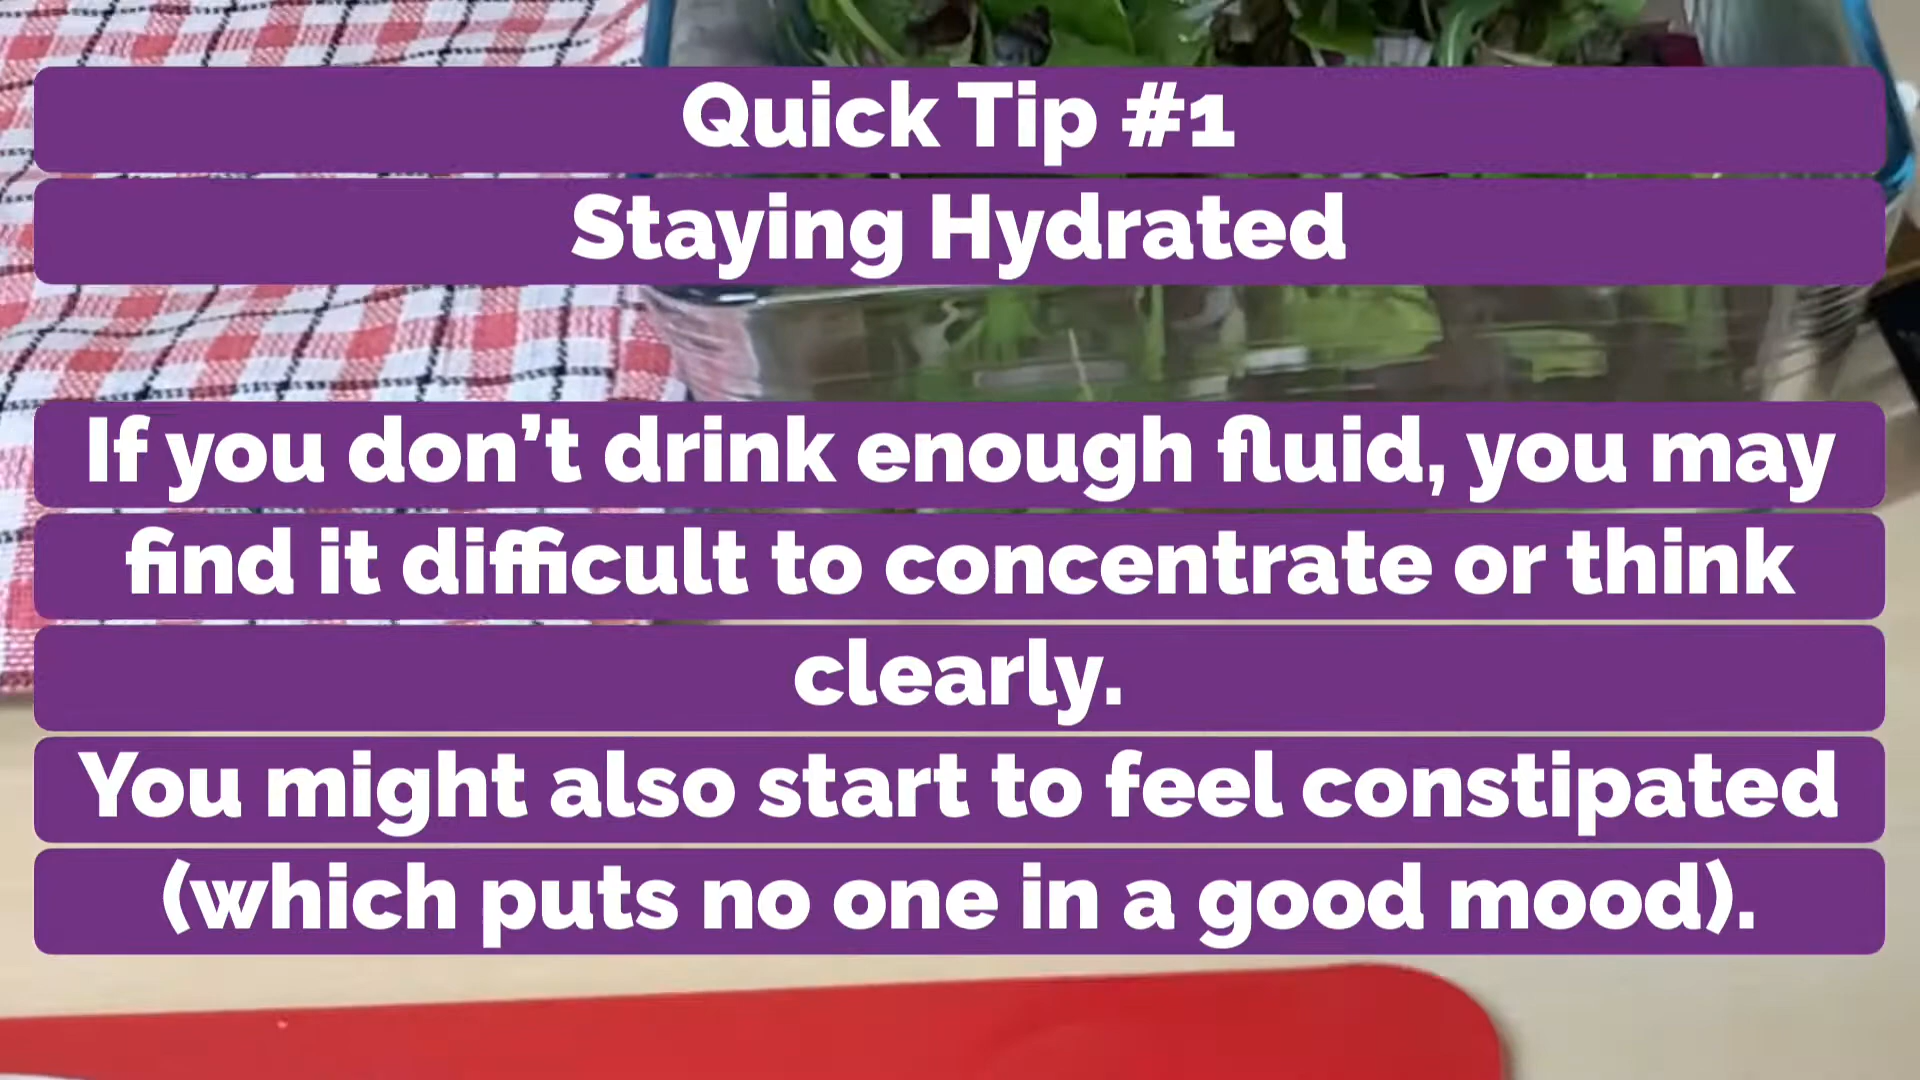 Quick Tip #1
Staying Hydrated
If you don’t drink enough fluid, you may
find it difficult to concentrate or think
clearly.
You might also start to feel constipated
(which puts no one in a good mood).